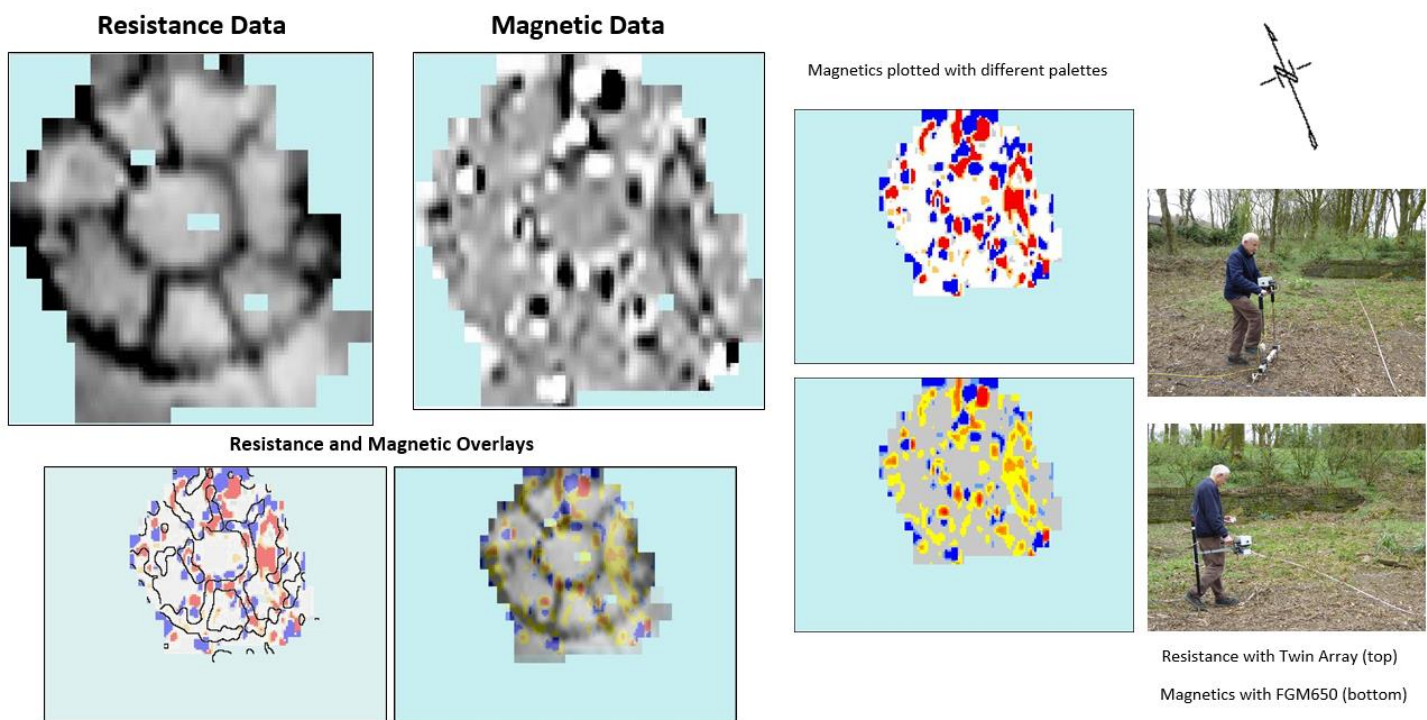 Resistance Data
Magnetic Data
Magnetics plotted with different palettes
Resistance and Magnetic Overlays
Resistance with Twin Array (top)
Magnetics with FGM650 (bottom)